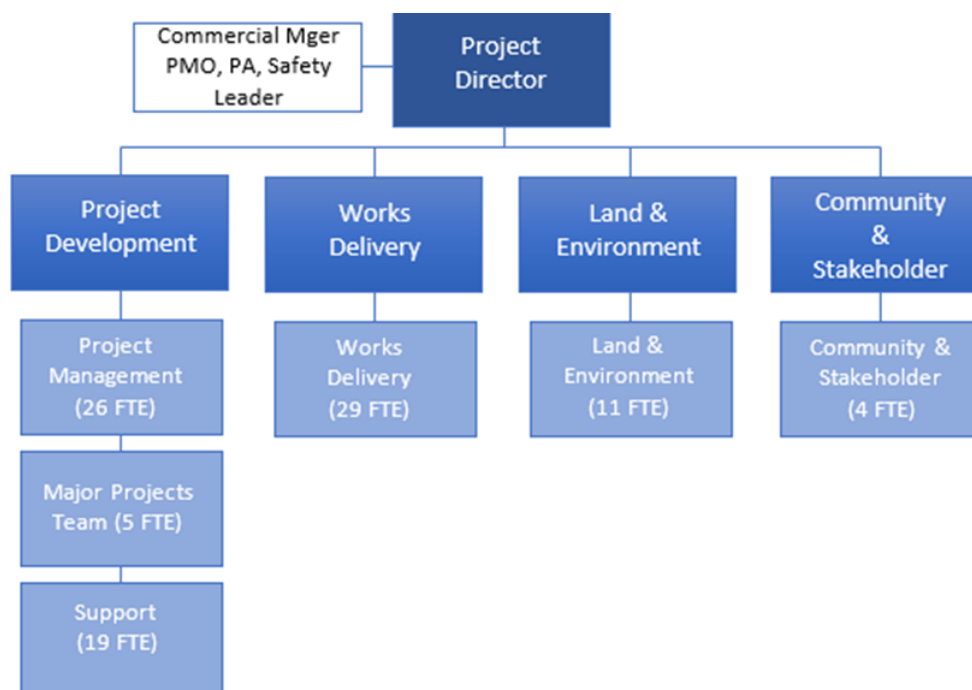 Commercial Mger
PMO, PA, Safety
Leader
Project
Director
Project
Development
Works
Delivery
Land &
Environment
Community
&
Stakeholder
Project
Management
(26 FTE)
Works
Delivery
(29 FTE)
Land &
Environment
(11 FTE)
Community &
Stakeholder
(4 FTE)
Major Projects
Team (5 FTE)
Support
(19 FTE)